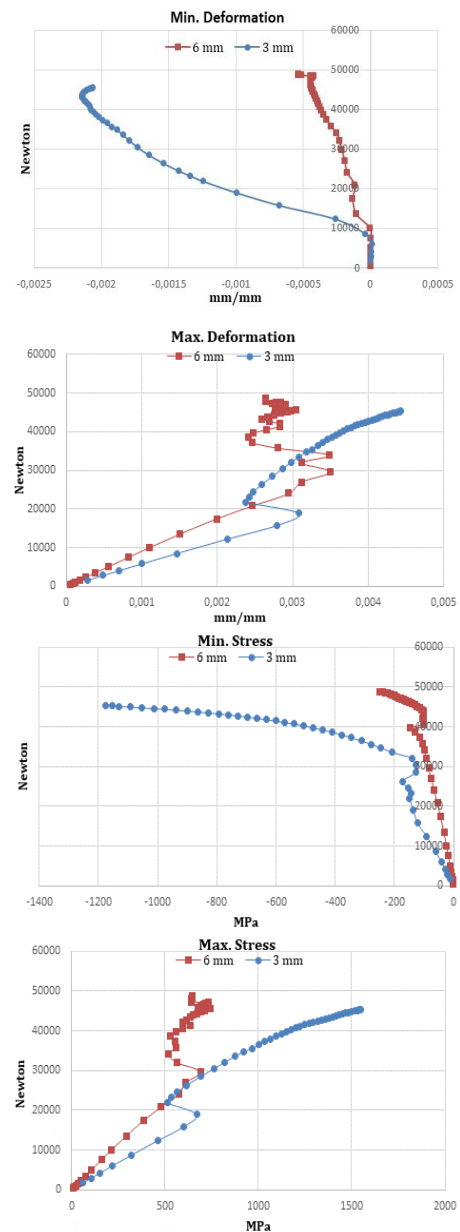 Min. Deformation
6 mm 3 mm
60000
50000
40000
30000
20000
10000
0
-0,0025 -0,002 -0,0015 -0,001 -0,0005 0 0,0005
Newton
mm/mm
Max. Deformation
6 mm 3 mm
60000
50000
40000
30000
20000
10000
0
0 0,001 0,002 0,003 0,004 0,005
Newton
mm/mm
Min. Stress
6 mm 3 mm
60000
50000
40000
30000
20000
10000
0
-1400 -1200 -1000 -800 -600 -400 -200 0
Newton
MPa
Max. Stress
6 mm 3 mm
60000
50000
40000
30000
20000
10000
0
0 500 1000 1500 2000
Newton
MPa